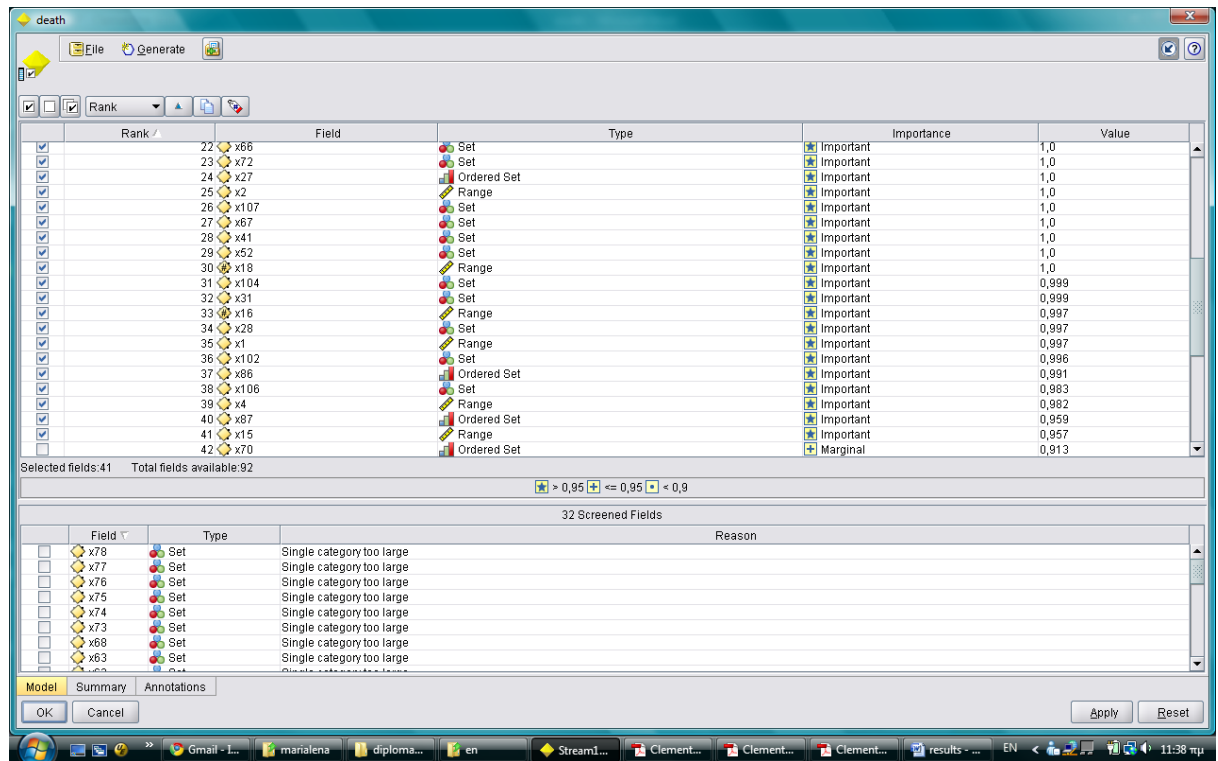 death
File Generate
Rank
Rank Field Type Importance Value
22 x66 Set Important 1,0
23 x72 Set Important 1,0
24 x27 Ordered Set Important 1,0
25 x2 Range Important 1,0
26 x107 Set Important 1,0
27 x67 Set Important 1,0
28 x41 Set Important 1,0
29 x52 Set Important 1,0
30 x18 Range Important 1,0
31 x104 Set Important 0,999
32 x31 Set Important 0,999
33 x16 Range Important 0,997
34 x28 Set Important 0,997
35 x1 Range Important 0,997
36 x102 Set Important 0,996
37 x86 Ordered Set Important 0,991
38 x106 Set Important 0,983
39 x4 Range Important 0,982
40 x87 Ordered Set Important 0,959
41 x15 Range Important 0,957
42 x70 Ordered Set Marginal 0,913
Selected fields:41 Total fields available:92
> 0,95 <= 0,95 < 0,9
32 Screened Fields
Field Type Reason
x78 Set Single category too large
x77 Set Single category too large
x76 Set Single category too large
x75 Set Single category too large
x74 Set Single category too large
x73 Set Single category too large
x68 Set Single category too large
x63 Set Single category too large
Model Summary Annotations
OK Cancel Apply Reset
Gmail - I... marialena diploma... en Stream1... Clement... Clement... Clement... results - ... EN 11:38 πμ